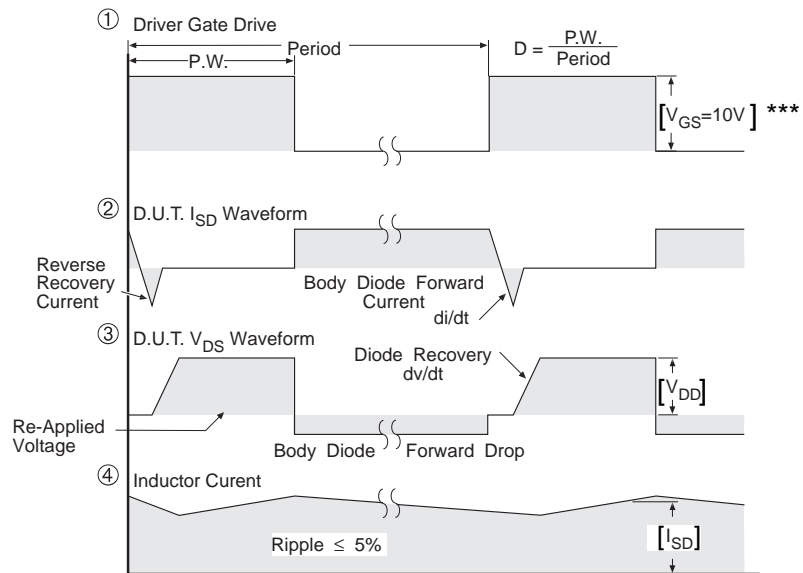 ① Driver Gate Drive
Period
P.W.
D = P.W. / Period
[VGS=10V] ***
② D.U.T. ISD Waveform
Reverse
Recovery
Current
Body Diode Forward
Current
di/dt
③ D.U.T. VDS Waveform
Diode Recovery
dv/dt
[VDD]
Re-Applied
Voltage
Body Diode Forward Drop
④ Inductor Curent
Ripple ≤ 5%
[ISD]